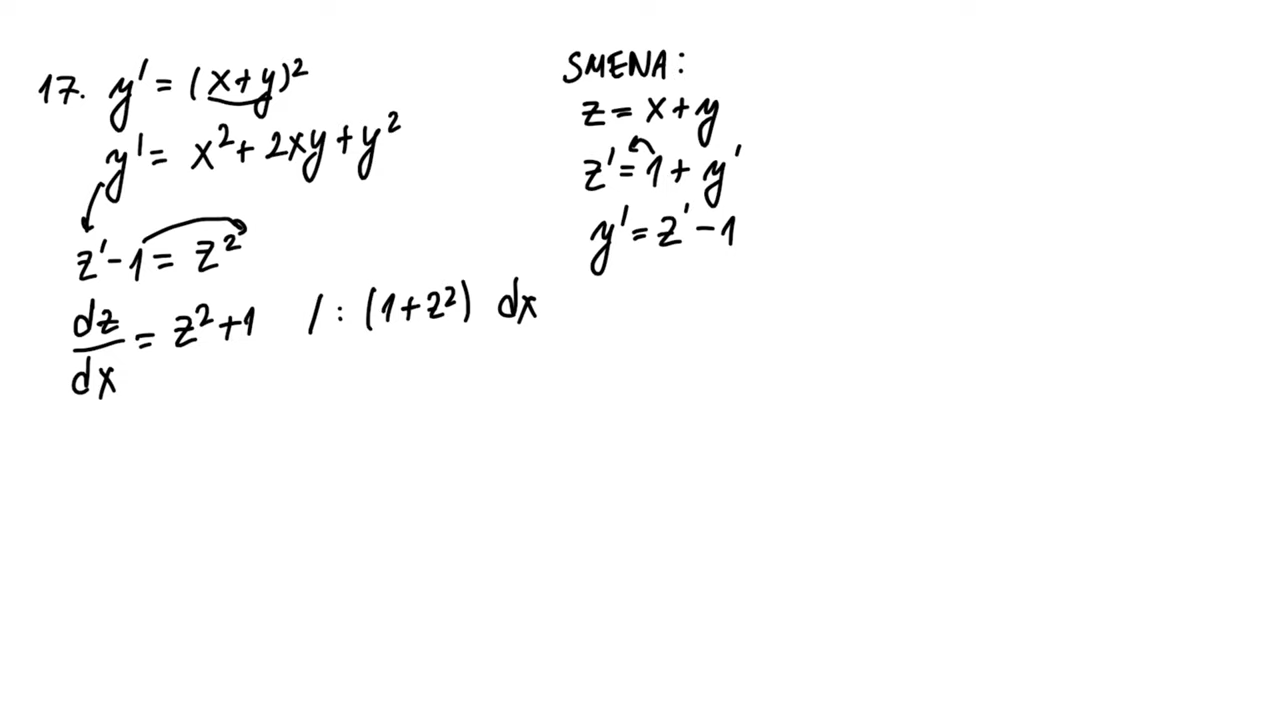 17. y' = (x+y)²
y' = x² + 2xy + y²
z' - 1 = z²
dz/dx = z² + 1 / : (1+z²) dx
SMENA:
z = x + y
z' = 1 + y'
y' = z' - 1